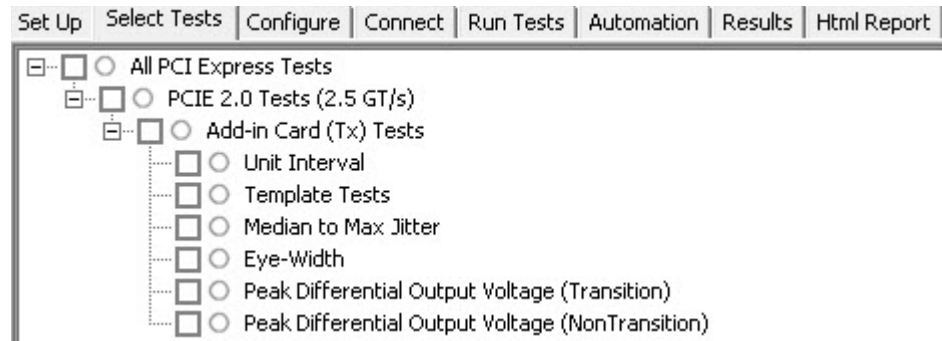 Set Up Select Tests Configure Connect Run Tests Automation Results Html Report
All PCI Express Tests
PCIE 2.0 Tests (2.5 GT/s)
Add-in Card (Tx) Tests
Unit Interval
Template Tests
Median to Max Jitter
Eye-Width
Peak Differential Output Voltage (Transition)
Peak Differential Output Voltage (NonTransition)